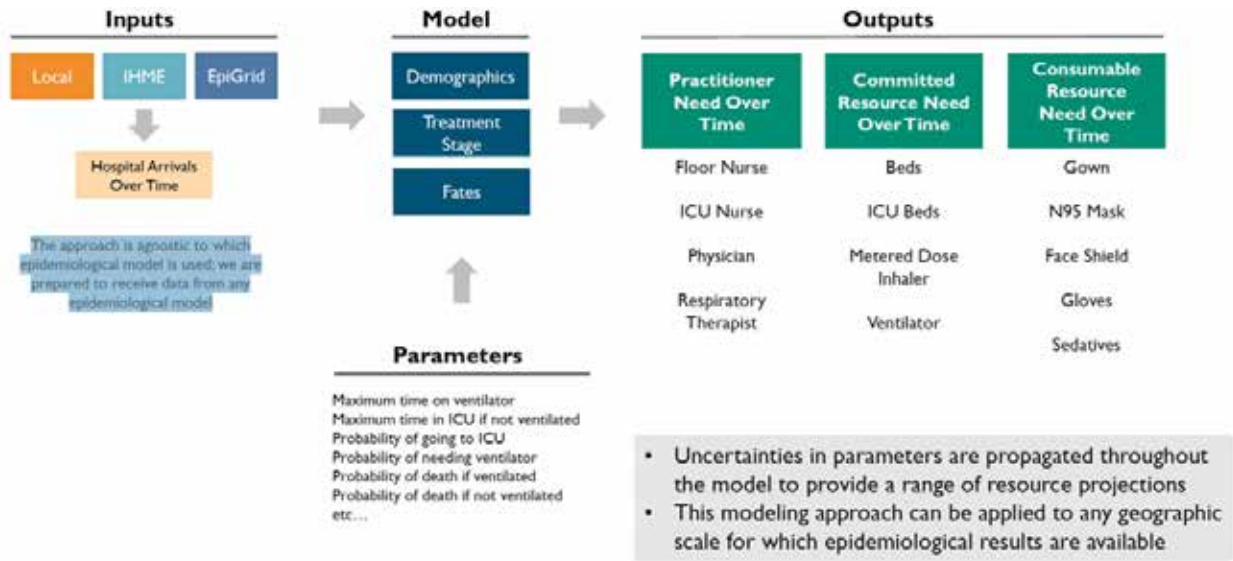 Inputs
Local
IHME
EpiGrid
Hospital Arrivals
Over Time
The approach is agnostic to which
epidemiological model is used; we are
prepared to receive data from any
epidemiological model
Model
Demographics
Treatment
Stage
Fates
Parameters
Maximum time on ventilator
Maximum time in ICU if not ventilated
Probability of going to ICU
Probability of needing ventilator
Probability of death if ventilated
Probability of death if not ventilated
etc...
Outputs
Practitioner
Need Over
Time
Floor Nurse
ICU Nurse
Physician
Respiratory
Therapist
Committed
Resource Need
Over Time
Beds
ICU Beds
Metered Dose
Inhaler
Ventilator
Consumable
Resource
Need Over
Time
Gown
N95 Mask
Face Shield
Gloves
Sedatives
• Uncertainties in parameters are propagated throughout
the model to provide a range of resource projections
• This modeling approach can be applied to any geographic
scale for which epidemiological results are available